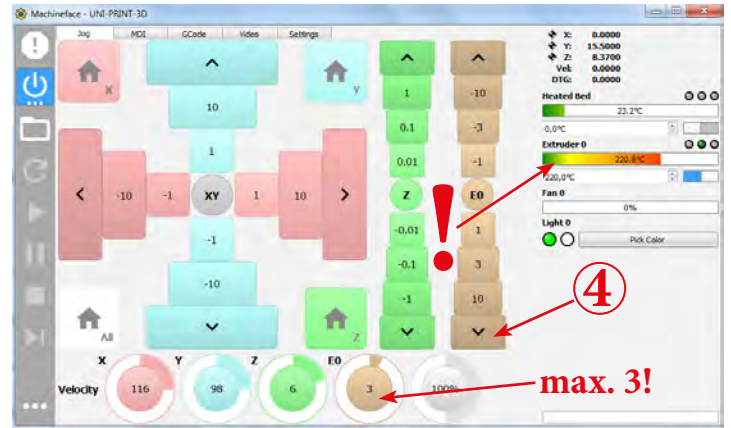 Machineface - UNI-PRINT-3D
Jog MDI GCode Video Settings
X
Y
10
1
-10 -1 XY 1 10
-1
-10
All
Z
1
0.1
0.01
Z
-0.01
-0.1
-1
-10
-3
-1
E0
1
3
10
!
X: 0.0000
Y: 15.5000
Z: 8.3700
Vel: 0.0000
DTG: 0.0000
Heated Bed
23.2°C
0,0°C
Extruder 0
220.8°C
220,0°C
Fan 0
0%
Light 0
Pick Color
4
X Y Z E0
Velocity 116 98 6 3 100%
max. 3!